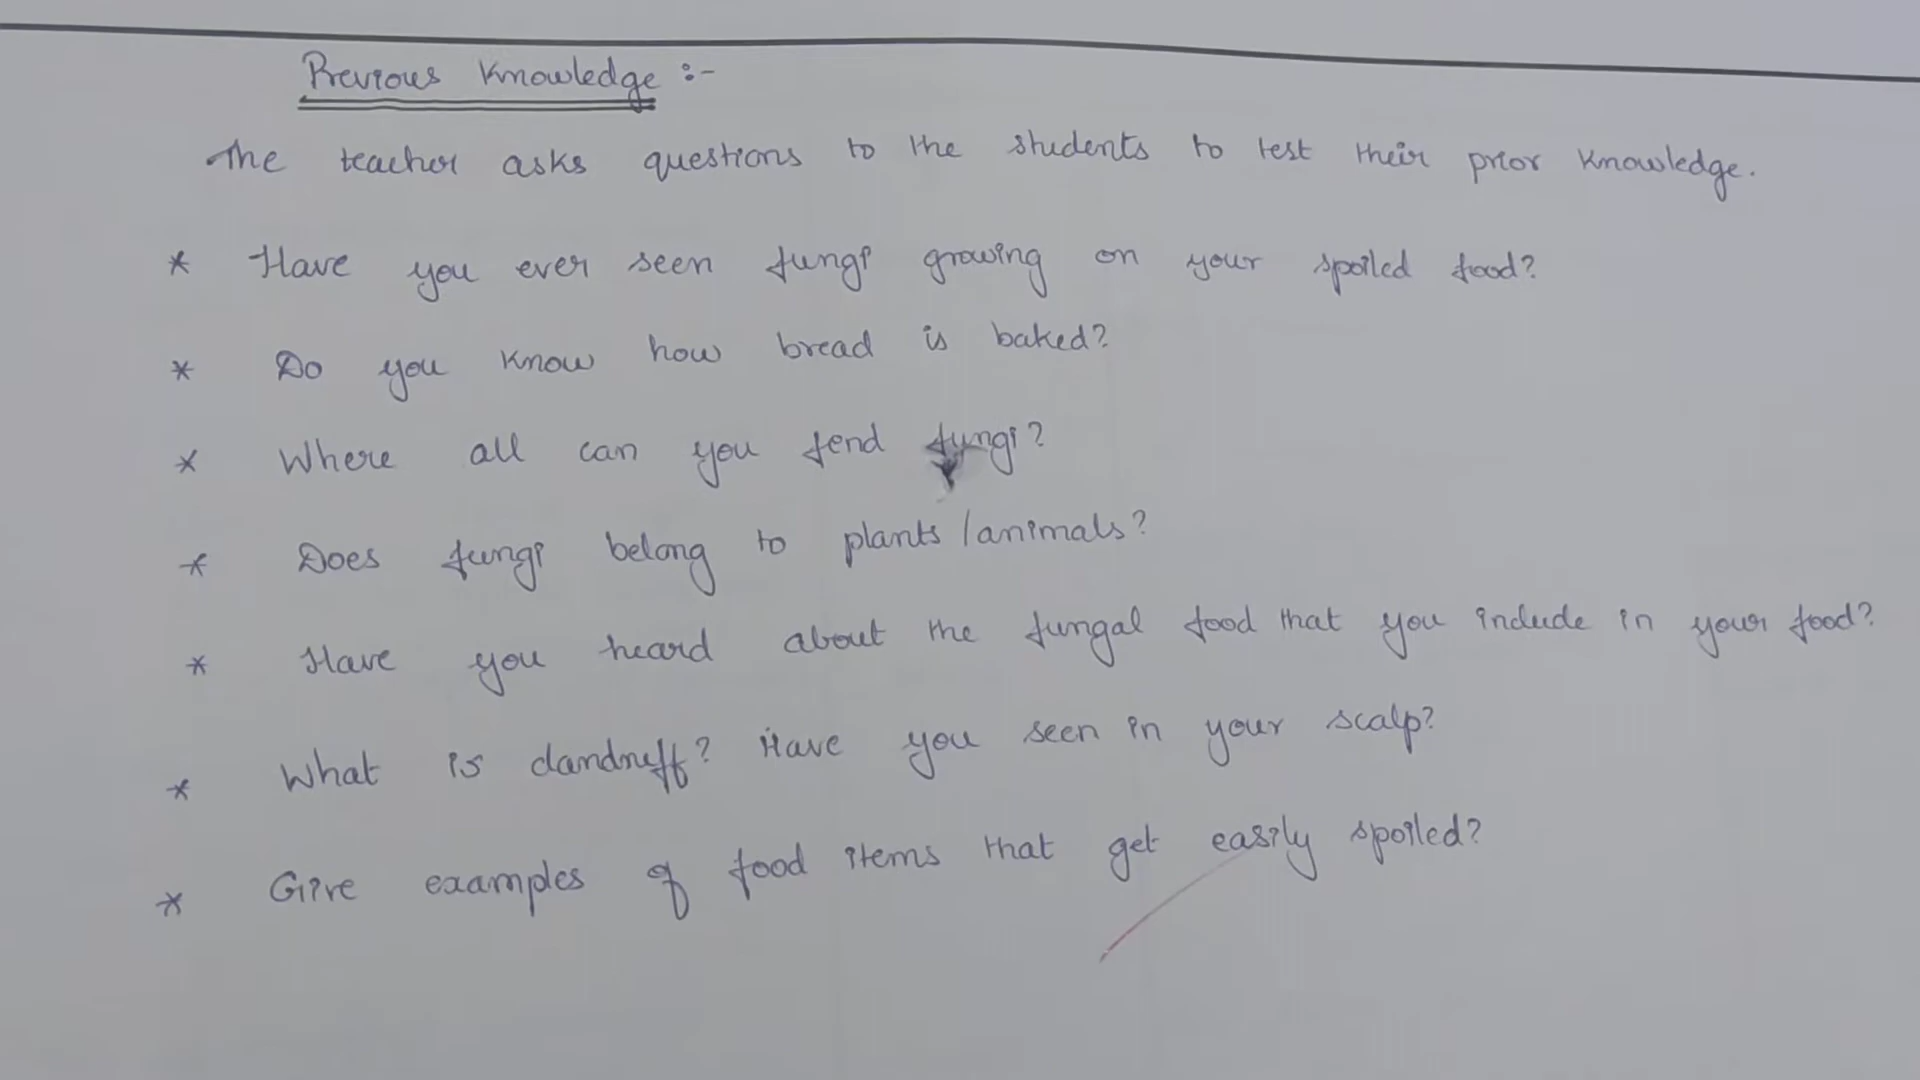 Previous Knowledge :-
The teacher asks questions to the students to test their prior knowledge.
* Have you ever seen fungi growing on your spoiled food?
* Do you know how bread is baked?
* Where all can you fend fungi?
* Does fungi belong to plants /animals?
* Have you heard about the fungal food that you include in your food?
* What is dandruff? Have you seen in your scalp?
* Give examples of food items that get easily spoiled?